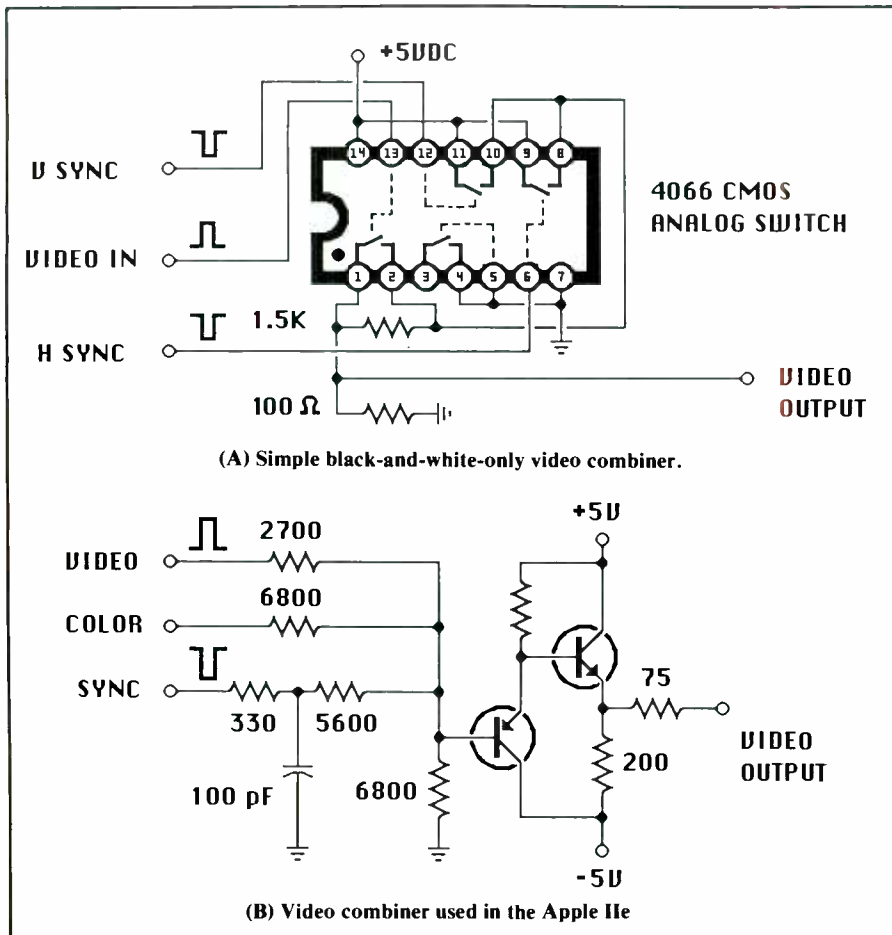 +5VDC
V SYNC
14 13 12 11 10 9 8
4066 CMOS
ANALOG SWITCH
VIDEO IN
1 2 3 4 5 6 7
1.5K
H SYNC
VIDEO
OUTPUT
100 Ω
(A) Simple black-and-white-only video combiner.
+5V
VIDEO
2700
COLOR
6800
SYNC
330
5600
75
100 pF
6800
200
VIDEO
OUTPUT
-5V
(B) Video combiner used in the Apple IIe